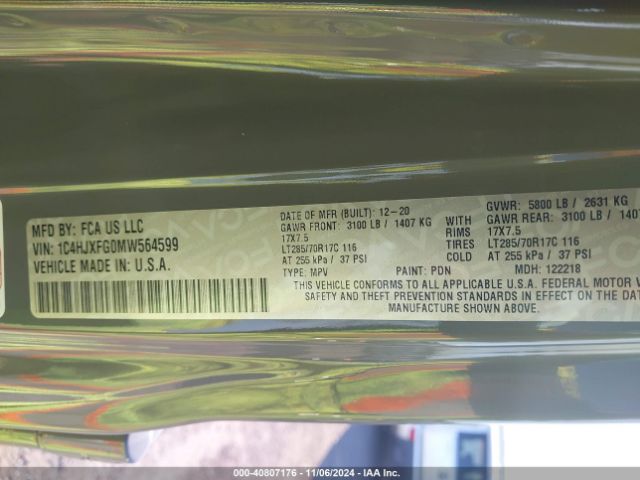 MFD BY: FCA US LLC
VIN: 1C4HJXFG0MW564599
VEHICLE MADE IN: U.S.A.
DATE OF MFR (BUILT): 12-20
GAWR FRONT: 3100 LB / 1407 KG
17X7.5
LT285/70R17C 116
AT 255 kPa / 37 PSI
WITH
RIMS
TIRES
COLD
GVWR: 5800 LB / 2631 KG
GAWR REAR: 3100 LB / 1407
17X7.5
LT285/70R17C 116
AT 255 kPa / 37 PSI
TYPE: MPV PAINT: PDN MDH: 122218
THIS VEHICLE CONFORMS TO ALL APPLICABLE U.S.A. FEDERAL MOTOR
SAFETY AND THEFT PREVENTION STANDARDS IN EFFECT ON THE DATE OF
MANUFACTURE SHOWN ABOVE.
000-40807176 - 11/06/2024 - IAA Inc.